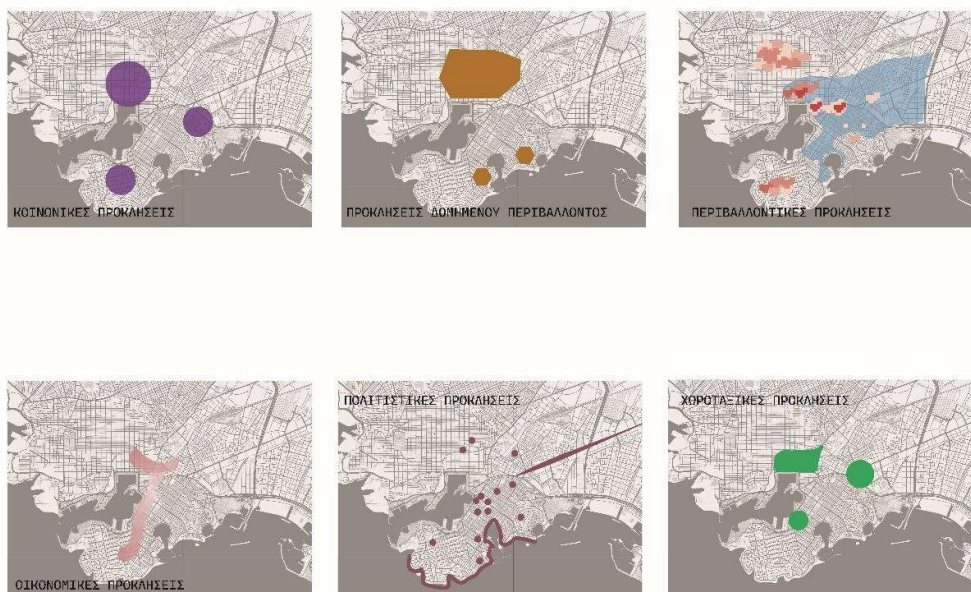 ΚΟΙΝΩΝΙΚΕΣ ΠΡΟΚΛΗΣΕΙΣ
ΠΡΟΚΛΗΣΕΙΣ ΔΟΜΗΜΕΝΟΥ ΠΕΡΙΒΑΛΛΟΝΤΟΣ
ΠΕΡΙΒΑΛΛΟΝΤΙΚΕΣ ΠΡΟΚΛΗΣΕΙΣ
ΟΙΚΟΝΟΜΙΚΕΣ ΠΡΟΚΛΗΣΕΙΣ
ΠΟΛΙΤΙΣΤΙΚΕΣ ΠΡΟΚΛΗΣΕΙΣ
ΧΩΡΟΤΑΞΙΚΕΣ ΠΡΟΚΛΗΣΕΙΣ